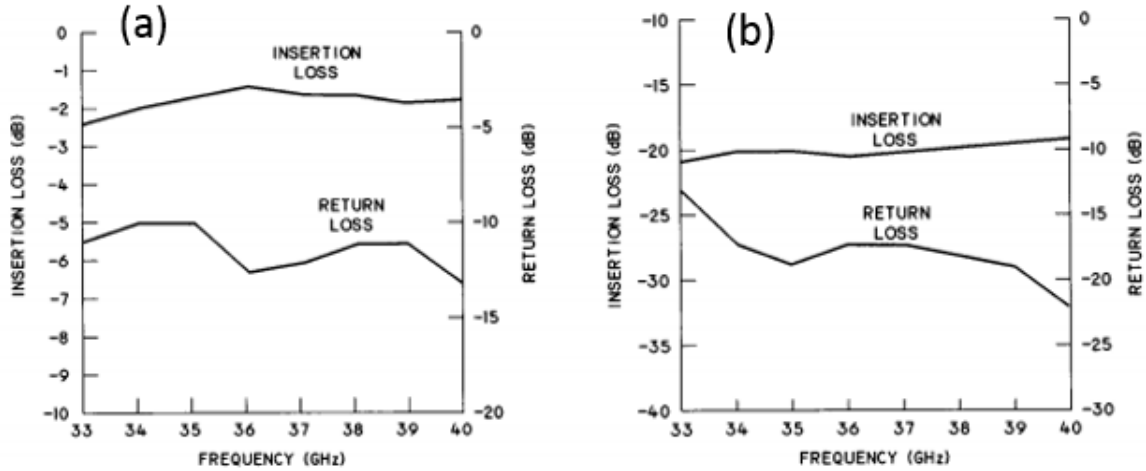 (a)
0
-1
-2
-3
-4
-5
-6
-7
-8
-9
-10
INSERTION LOSS (dB)
INSERTION
LOSS
RETURN
LOSS
0
-5
-10
-15
-20
RETURN LOSS (dB)
33 34 35 36 37 38 39 40
FREQUENCY (GHz)
(b)
-10
-15
-20
-25
-30
-35
-40
INSERTION LOSS (dB)
INSERTION
LOSS
RETURN
LOSS
0
-5
-10
-15
-20
-25
-30
RETURN LOSS (dB)
33 34 35 36 37 38 39 40
FREQUENCY (GHz)